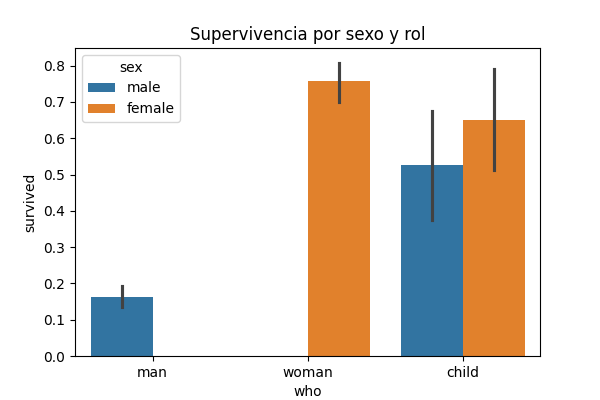 Supervivencia por sexo y rol
sex
male
female
survived
0.8
0.7
0.6
0.5
0.4
0.3
0.2
0.1
0.0
man
woman
child
who